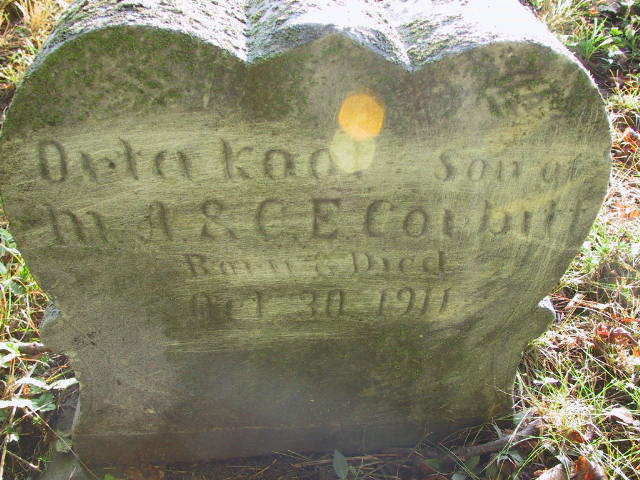 Orta Son of
M. A. & C. E. Corbitt
Born & Died
Oct 30 1911